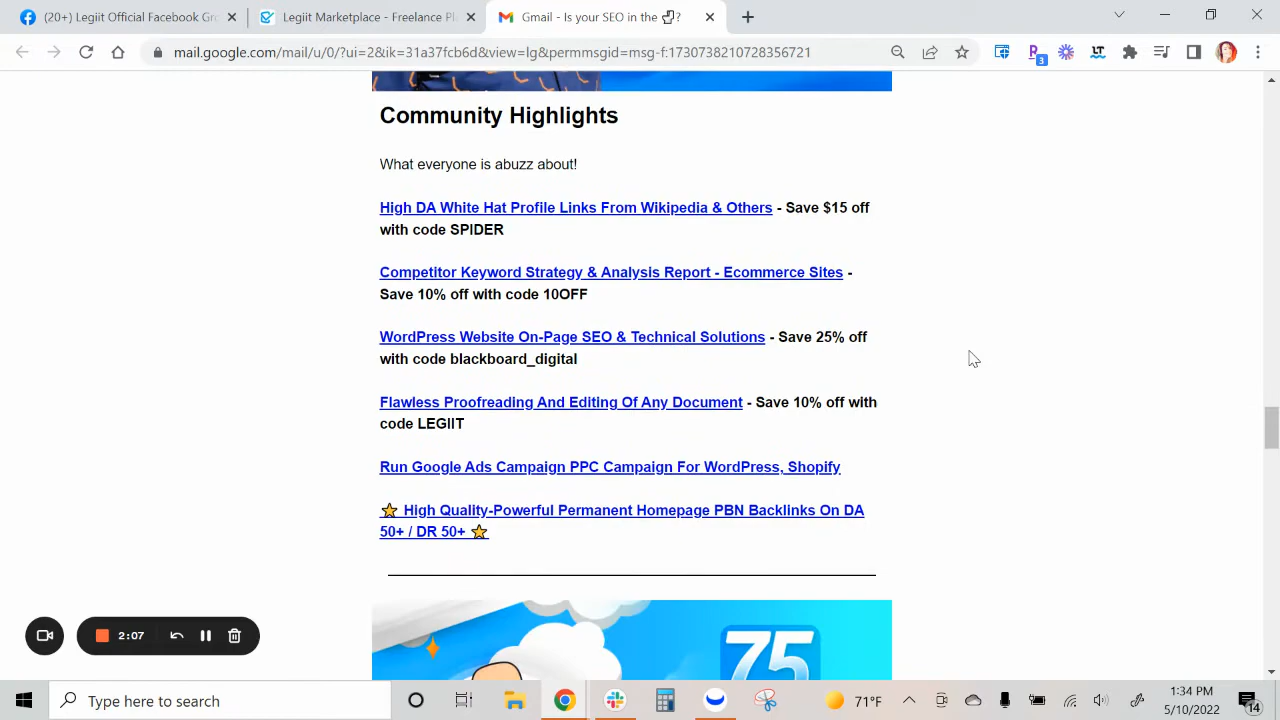 (20+) Legiit Facebook Gro
Legiit Marketplace - Freelance S
Gmail - Is your SEO in the
mail.google.com/mail/u/0/?ui=2&ik=31a37fcb6d&view=lg&permmsgid=msg-f:1730738210728356721
3
LT
Community Highlights
What everyone is abuzz about!
High DA White Hat Profile Links From Wikipedia & Others - Save $15 off
with code SPIDER
Competitor Keyword Strategy & Analysis Report - Ecommerce Sites -
Save 10% off with code 10OFF
WordPress Website On-Page SEO & Technical Solutions - Save 25% off
with code blackboard_digital
Flawless Proofreading And Editing Of Any Document - Save 10% off with
code LEGIIT
Run Google Ads Campaign PPC Campaign For WordPress, Shopify
⭐ High Quality-Powerful Permanent Homepage PBN Backlinks On DA
50+ / DR 50+ ⭐
75
2:07
Type here to search
71°F
1:34 PM
5/10/2022
14